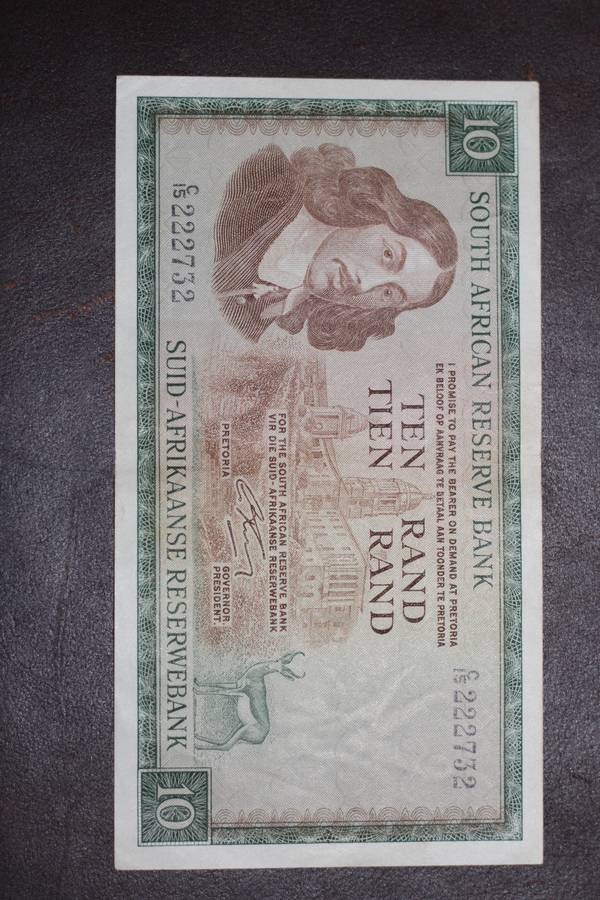 10
SOUTH AFRICAN RESERVE BANK
I PROMISE TO PAY THE BEARER ON DEMAND AT PRETORIA
EK BELOOF OP AANVRAAG TE BETAAL AAN TOONDER TE PRETORIA
C/15 222732
TEN RAND
TIEN RAND
FOR THE SOUTH AFRICAN RESERVE BANK
VIR DIE SUID-AFRIKAANSE RESERWEBANK
PRETORIA
GOVERNOR.
PRESIDENT.
C/15 222732
SUID-AFRIKAANSE RESERWEBANK
10